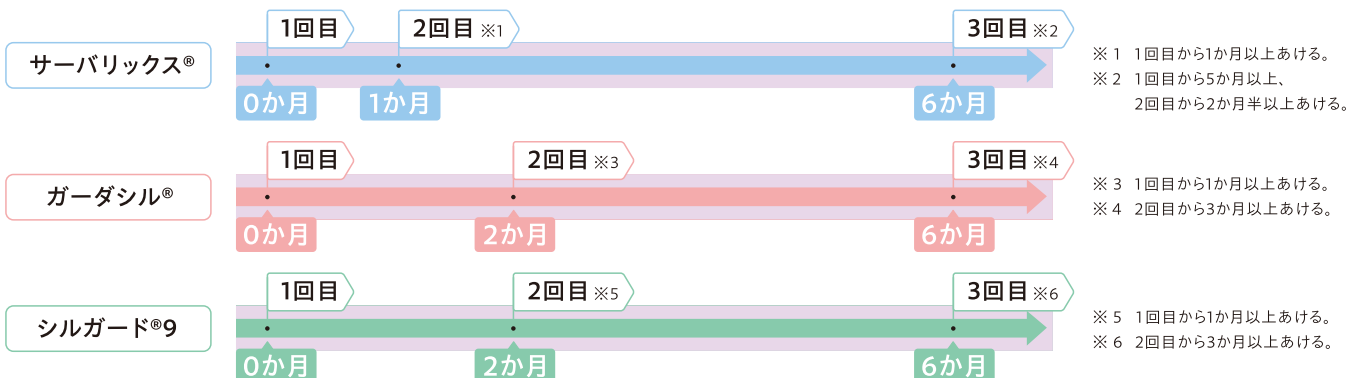 サーバリックス®
1回目
2回目 ※1
3回目 ※2
0か月
1か月
6か月
※1 1回目から1か月以上あける。
※2 1回目から5か月以上、
2回目から2か月半以上あける。
ガーダシル®
1回目
2回目 ※3
3回目 ※4
0か月
2か月
6か月
※3 1回目から1か月以上あける。
※4 2回目から3か月以上あける。
シルガード®9
1回目
2回目 ※5
3回目 ※6
0か月
2か月
6か月
※5 1回目から1か月以上あける。
※6 2回目から3か月以上あける。